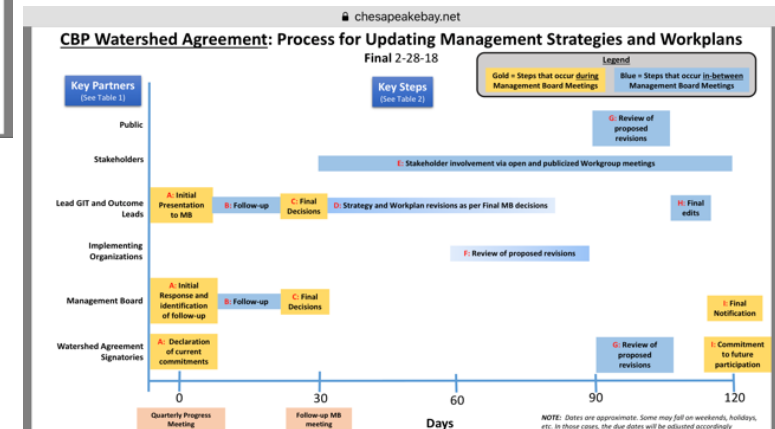 chesapeakebay.net
CBP Watershed Agreement: Process for Updating Management Strategies and Workplans
Final 2-28-18
Legend
Gold = Steps that occur during
Management Board Meetings
Blue = Steps that occur in-between
Management Board Meetings
Key Partners
(See Table 1)
Key Steps
(See Table 2)
Public
G: Review of
proposed
revisions
Stakeholders
E: Stakeholder involvement via open and publicized Workgroup meetings
Lead GIT and Outcome
Leads
A: Initial
Presentation
to MB
B: Follow-up
C: Final
Decisions
D: Strategy and Workplan revisions as per Final MB decisions
H: Final
edits
Implementing
Organizations
F: Review of proposed revisions
Management Board
A: Initial
Response and
identification
of follow-up
B: Follow-up
C: Final
Decisions
I: Final
Notification
Watershed Agreement
Signatories
A: Declaration
of current
commitments
G: Review of
proposed
revisions
I: Commitment
to future
participation
0
30
60
90
120
Quarterly Progress
Meeting
Follow-up MB
meeting
Days
NOTE: Dates are approximate. Some may fall on weekends, holidays,
etc. In those cases, the due dates will be adjusted accordingly